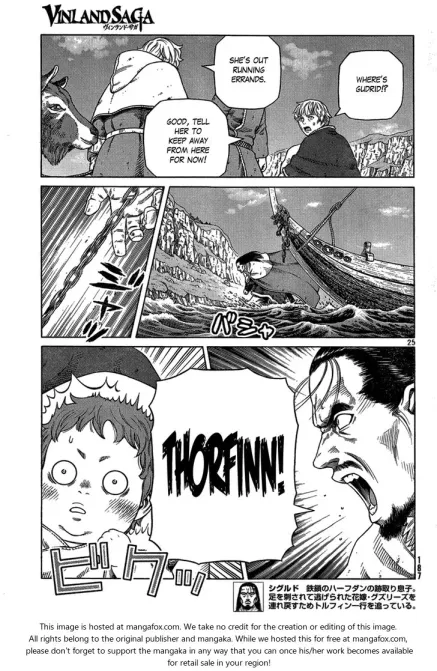 VINLAND SAGA
ヴィンランド・サガ
SHE'S OUT
RUNNING
ERRANDS.
WHERE'S
GUDRID!?
GOOD, TELL
HER TO
KEEP AWAY
FROM HERE
FOR NOW!
バシャ
25
THORFINN!
ビクッ
187
シグルド 鉄鎖のハーフダンの跡取り息子。
足を刺されて逃げられた花嫁・グズリーズを
連れ戻すためトルフィン一行を追っている。
This image is hosted at mangafox.com. We take no credit for the creation or editing of this image.
All rights belong to the original publisher and mangaka. While we hosted this for free at mangafox.com,
please don't forget to support the mangaka in any way that you can once his/her work becomes available
for retail sale in your region!